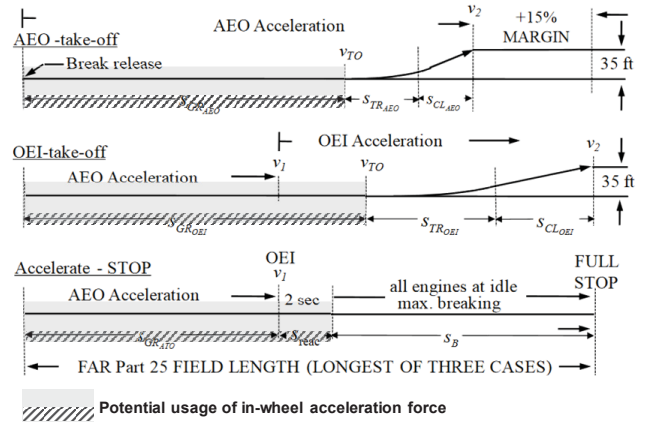 AEO Acceleration
v2
+15%
MARGIN
AEO -take-off
vTO
35 ft
Break release
sGRAEO
sTRAEO
sCLAEO
OEI Acceleration
v2
OEI-take-off
v1
vTO
AEO Acceleration
35 ft
sGROEI
sTROEI
sCLOEI
OEI
FULL
Accelerate - STOP
v1
STOP
AEO Acceleration
2 sec
all engines at idle
max. breaking
sGRATO
sreac
sB
FAR Part 25 FIELD LENGTH (LONGEST OF THREE CASES)
Potential usage of in-wheel acceleration force